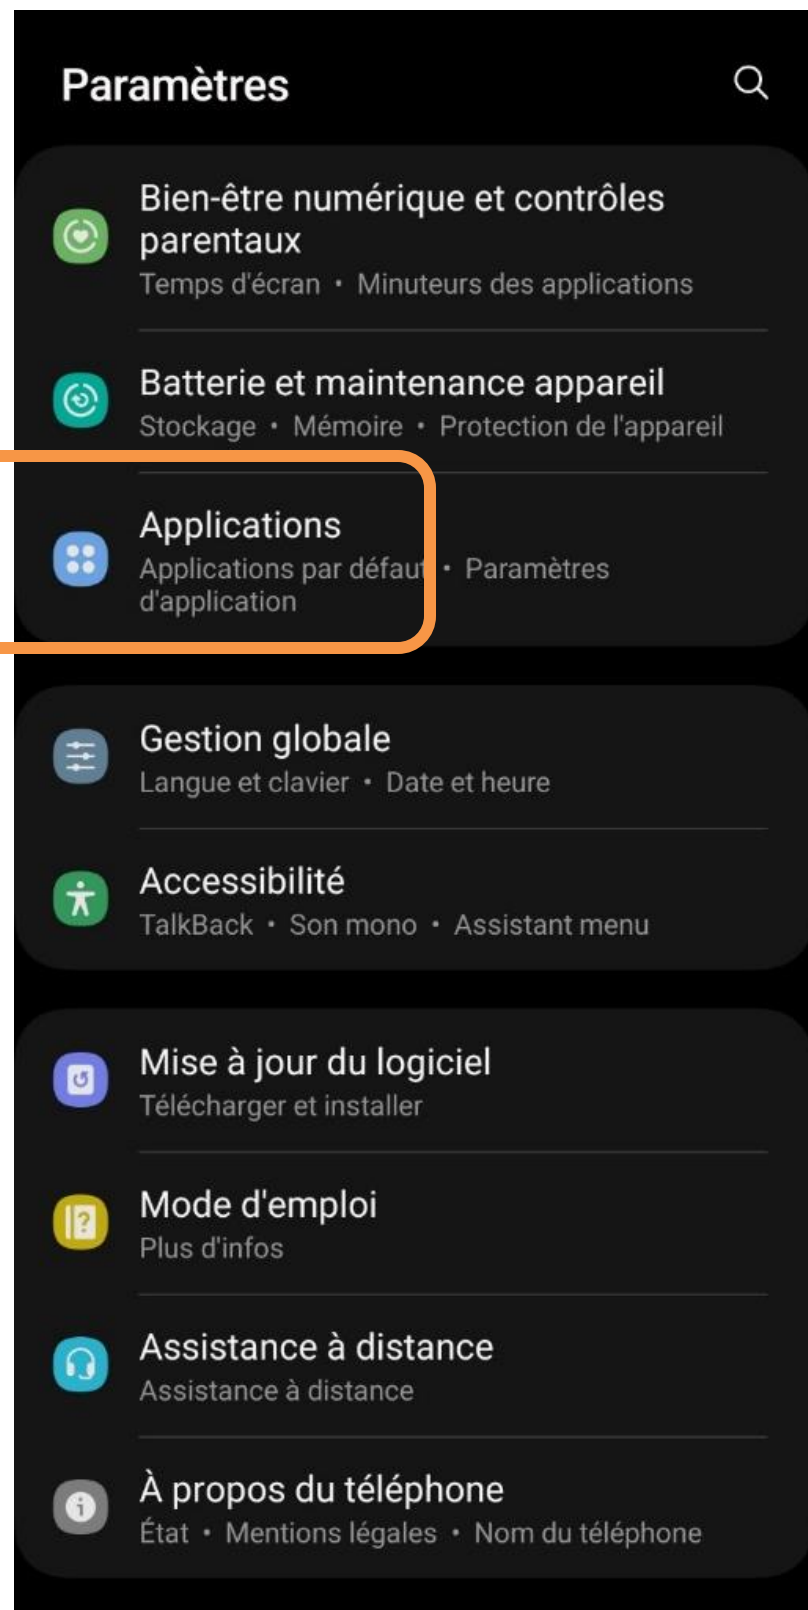 Paramètres
Bien-être numérique et contrôles
parentaux
Temps d'écran • Minuteurs des applications
Batterie et maintenance appareil
Stockage • Mémoire • Protection de l'appareil
Applications
Applications par défaut • Paramètres
d'application
Gestion globale
Langue et clavier • Date et heure
Accessibilité
TalkBack • Son mono • Assistant menu
Mise à jour du logiciel
Télécharger et installer
Mode d'emploi
Plus d'infos
Assistance à distance
Assistance à distance
À propos du téléphone
État • Mentions légales • Nom du téléphone